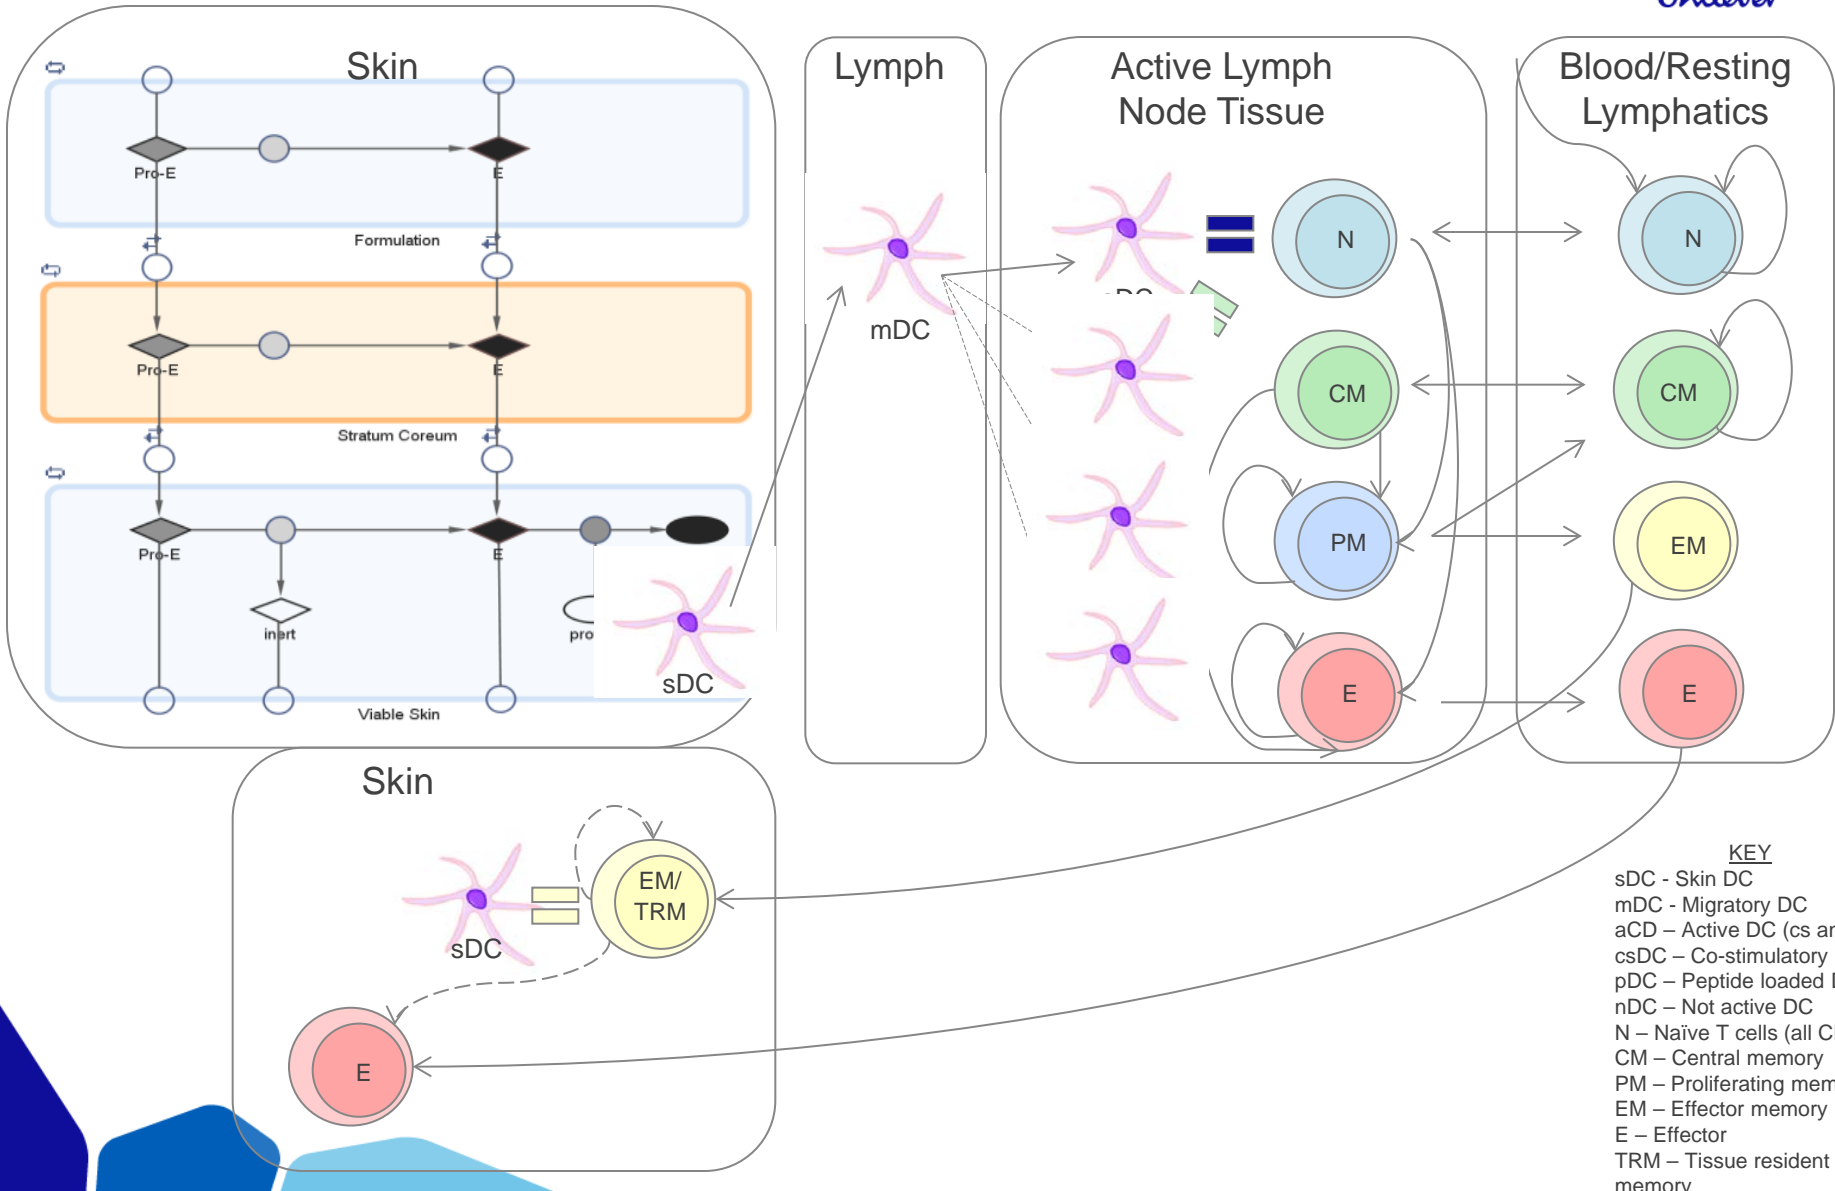 Unilever
Skin
Pro-E
E
Formulation
Pro-E
E
Stratum Coreum
Pro-E
E
inert
pro
sDC
Viable Skin
Lymph
mDC
Active Lymph
Node Tissue
N
CM
PM
E
Blood/Resting
Lymphatics
N
CM
EM
E
Skin
EM/
TRM
sDC
E
KEY
sDC - Skin DC
mDC - Migratory DC
aCD – Active DC (cs
csDC – Co-stimulatory
pDC – Peptide loaded
nDC – Not active DC
N – Naïve T cells (all
CM – Central memory
PM – Proliferating
EM – Effector memory
E – Effector
TRM – Tissue resident
memory